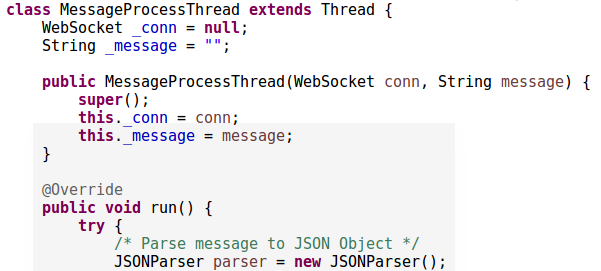 class MessageProcessThread extends Thread {
    WebSocket _conn = null;
    String _message = "";

    public MessageProcessThread(WebSocket conn, String message) {
        super();
        this._conn = conn;
        this._message = message;
    }

    @Override
    public void run() {
        try {
            /* Parse message to JSON Object */
            JSONParser parser = new JSONParser();